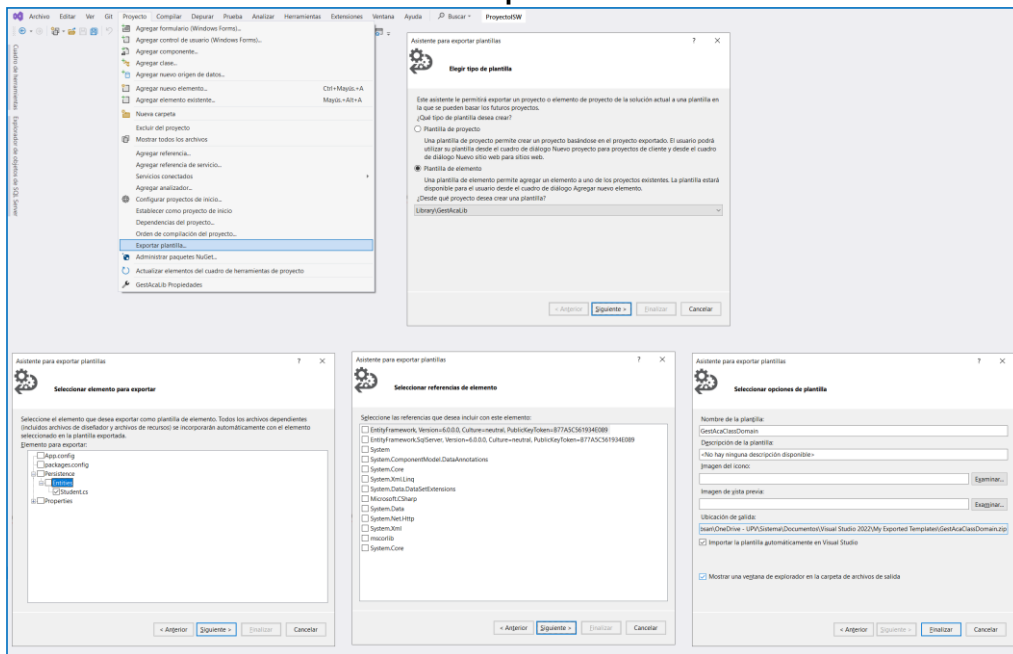 Archivo Editar Ver Git Proyecto Compilar Depurar Prueba Analizar Herramientas Extensiones Ventana Ayuda Buscar ProyectoISW
Cuadro de herramientas
Explorador de objetos de SQL Server
Agregar formulario (Windows Forms)...
Agregar control de usuario (Windows Forms)...
Agregar componente...
Agregar clase...
Agregar nuevo origen de datos...
Agregar nuevo elemento... Ctrl+Mayús.+A
Agregar elemento existente... Mayús.+Alt+A
Nueva carpeta
Excluir del proyecto
Mostrar todos los archivos
Agregar referencia...
Agregar referencia de servicio...
Servicios conectados
Agregar analizador...
Configurar proyectos de inicio...
Establecer como proyecto de inicio
Dependencias del proyecto...
Orden de compilación del proyecto...
Exportar plantilla...
Administrar paquetes NuGet...
Actualizar elementos del cuadro de herramientas de proyecto
GestAcaLib Propiedades
Asistente para exportar plantillas ? ×
Elegir tipo de plantilla
Este asistente le permitirá exportar un proyecto o elemento de proyecto de la solución actual a una plantilla en
la que se pueden basar los futuros proyectos.
¿Qué tipo de plantilla desea crear?
Plantilla de proyecto
Una plantilla de proyecto permite crear un proyecto basándose en el proyecto exportado. El usuario podrá
utilizar su plantilla desde el cuadro de diálogo Nuevo proyecto para proyectos de cliente y desde el cuadro
de diálogo Nuevo sitio web para sitios web.
Plantilla de elemento
Una plantilla de elemento permite agregar un elemento a uno de los proyectos existentes. La plantilla estará
disponible para el usuario desde el cuadro de diálogo Agregar nuevo elemento.
¿Desde qué proyecto desea crear una plantilla?
Library\GestAcaLib
< Anterior Siguiente > Finalizar Cancelar
Asistente para exportar plantillas ? ×
Seleccionar elemento para exportar
Seleccione el elemento que desea exportar como plantilla de elemento. Todos los archivos dependientes
(incluidos archivos de diseñador y archivos de recursos) se incorporarán automáticamente con el elemento
seleccionado en la plantilla exportada.
Elemento para exportar:
App.config
packages.config
Persistence
Entities
Student.cs
Properties
< Anterior Siguiente > Finalizar Cancelar
Asistente para exportar plantillas ? ×
Seleccionar referencias de elemento
Seleccione las referencias que desea incluir con este elemento:
EntityFramework, Version=6.0.0.0, Culture=neutral, PublicKeyToken=B77A5C561934E089
EntityFramework.SqlServer, Version=6.0.0.0, Culture=neutral, PublicKeyToken=B77A5C561934E089
System
System.ComponentModel.DataAnnotations
System.Core
System.Xml.Linq
System.Data.DataSetExtensions
Microsoft.CSharp
System.Data
System.Net.Http
System.Xml
mscorlib
System.Core
< Anterior Siguiente > Finalizar Cancelar
Asistente para exportar plantillas ? ×
Seleccionar opciones de plantilla
Nombre de la plantilla:
GestAcaClassDomain
Descripción de la plantilla:
<No hay ninguna descripción disponible>
Imagen del icono:
Examinar...
Imagen de vista previa:
Examinar...
Ubicación de salida:
bsan\OneDrive - UPV\Sistema\Documentos\Visual Studio 2022\My Exported Templates\GestAcaClassDomain.zip
Importar la plantilla automáticamente en Visual Studio
Mostrar una ventana de explorador en la carpeta de archivos de salida
< Anterior Siguiente > Finalizar Cancelar